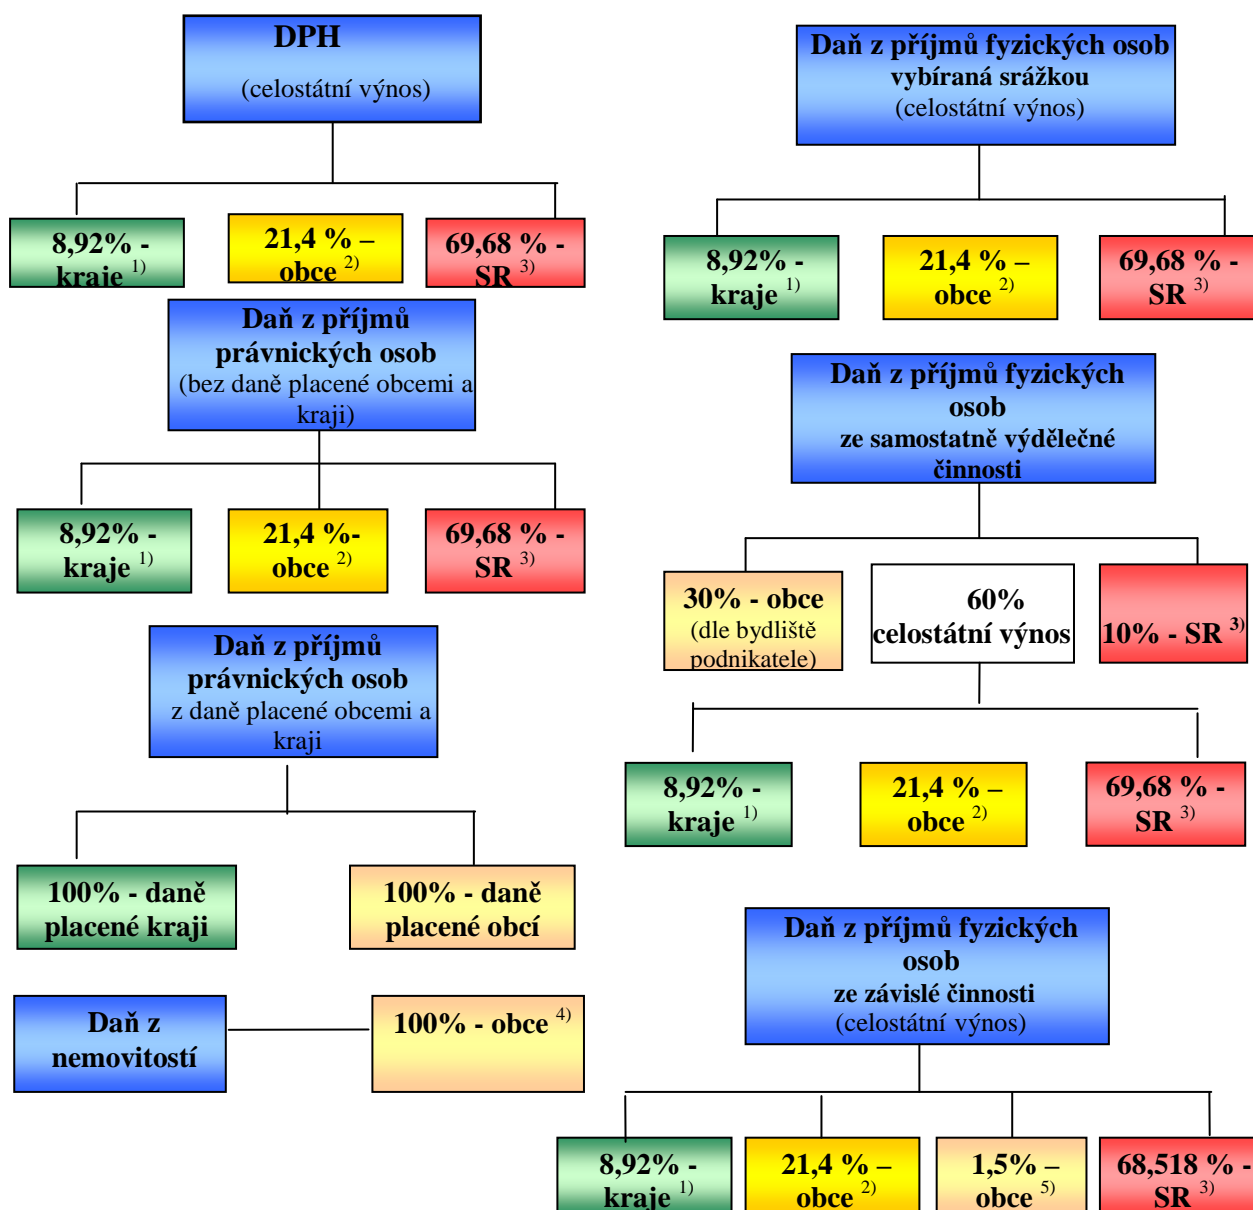 DPH
(celostátní výnos)
8,92% -
kraje 1)
21,4 % –
obce 2)
69,68 % -
SR 3)
Daň z příjmů
právnických osob
(bez daně placené obcemi a
kraji)
8,92% -
kraje 1)
21,4 %-
obce 2)
69,68 % -
SR 3)
Daň z příjmů
právnických osob
z daně placené obcemi a
kraji
100% - daně
placené kraji
100% - daně
placené obcí
Daň z
nemovitostí
100% - obce 4)
Daň z příjmů fyzických osob
vybíraná srážkou
(celostátní výnos)
8,92% -
kraje 1)
21,4 % –
obce 2)
69,68 % -
SR 3)
Daň z příjmů fyzických
osob
ze samostatně výdělečné
činnosti
30% - obce
(dle bydliště
podnikatele)
60%
celostátní výnos
10% - SR 3)
8,92% -
kraje 1)
21,4 % –
obce 2)
69,68 % -
SR 3)
Daň z příjmů fyzických
osob
ze závislé činnosti
(celostátní výnos)
8,92% -
kraje 1)
21,4 % –
obce 2)
1,5% –
obce 5)
68,518 % -
SR 3)